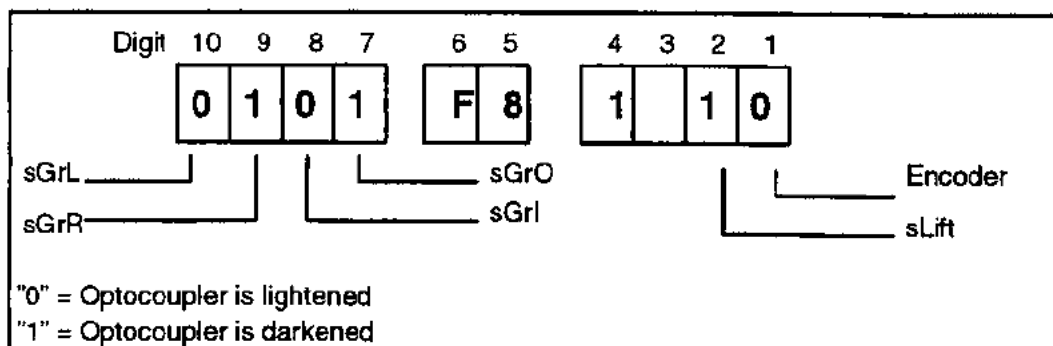 Digit 10 9 8 7 6 5 4 3 2 1
0 1 0 1 F 8 1 1 0
sGrL sGrO Encoder
sGrR sGrI sLift
"0" = Optocoupler is lightened
"1" = Optocoupler is darkened